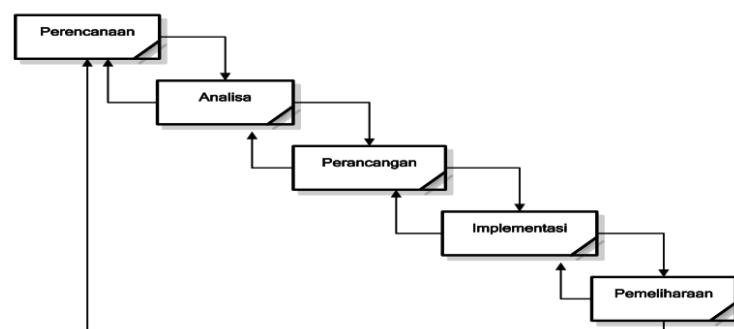 Perencanaan
Analisa
Perancangan
Implementasi
Pemeliharaan